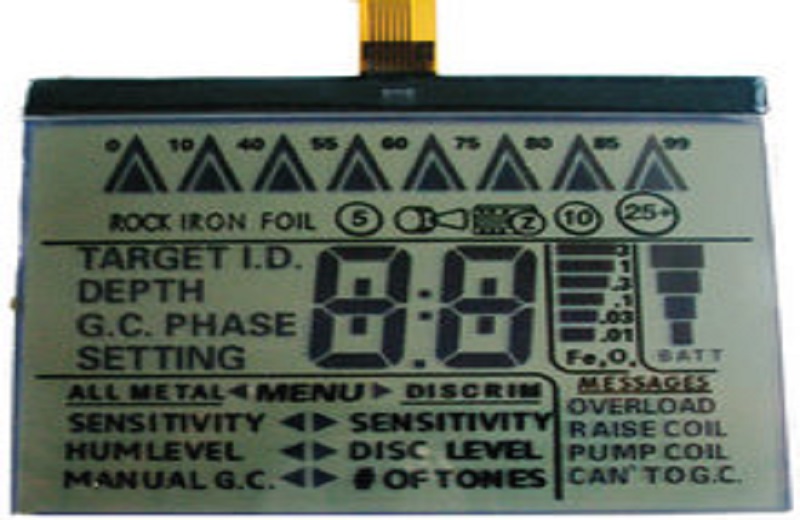 0 10 40 55 60 75 80 85 99
ROCK IRON FOIL 5 Z 10 25+
TARGET I.D.
DEPTH
G.C. PHASE
SETTING
8:8
3
1
.3
.1
.03
.01
Fe₃O₄
BATT
ALL METAL ◀ MENU ▶ DISCRIM
SENSITIVITY ◀ ▶ SENSITIVITY
HUM LEVEL ◀ ▶ DISC LEVEL
MANUAL G.C. ◀ ▶ # OF TONES
MESSAGES
OVERLOAD
RAISE COIL
PUMP COIL
CAN' TO G.C.